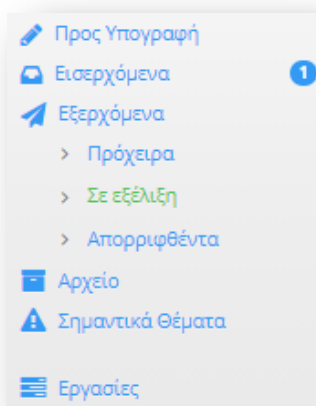 Προς Υπογραφή
Εισερχόμενα 1
Εξερχόμενα
Πρόχειρα
Σε εξέλιξη
Απορριφθέντα
Αρχείο
Σημαντικά Θέματα
Εργασίες